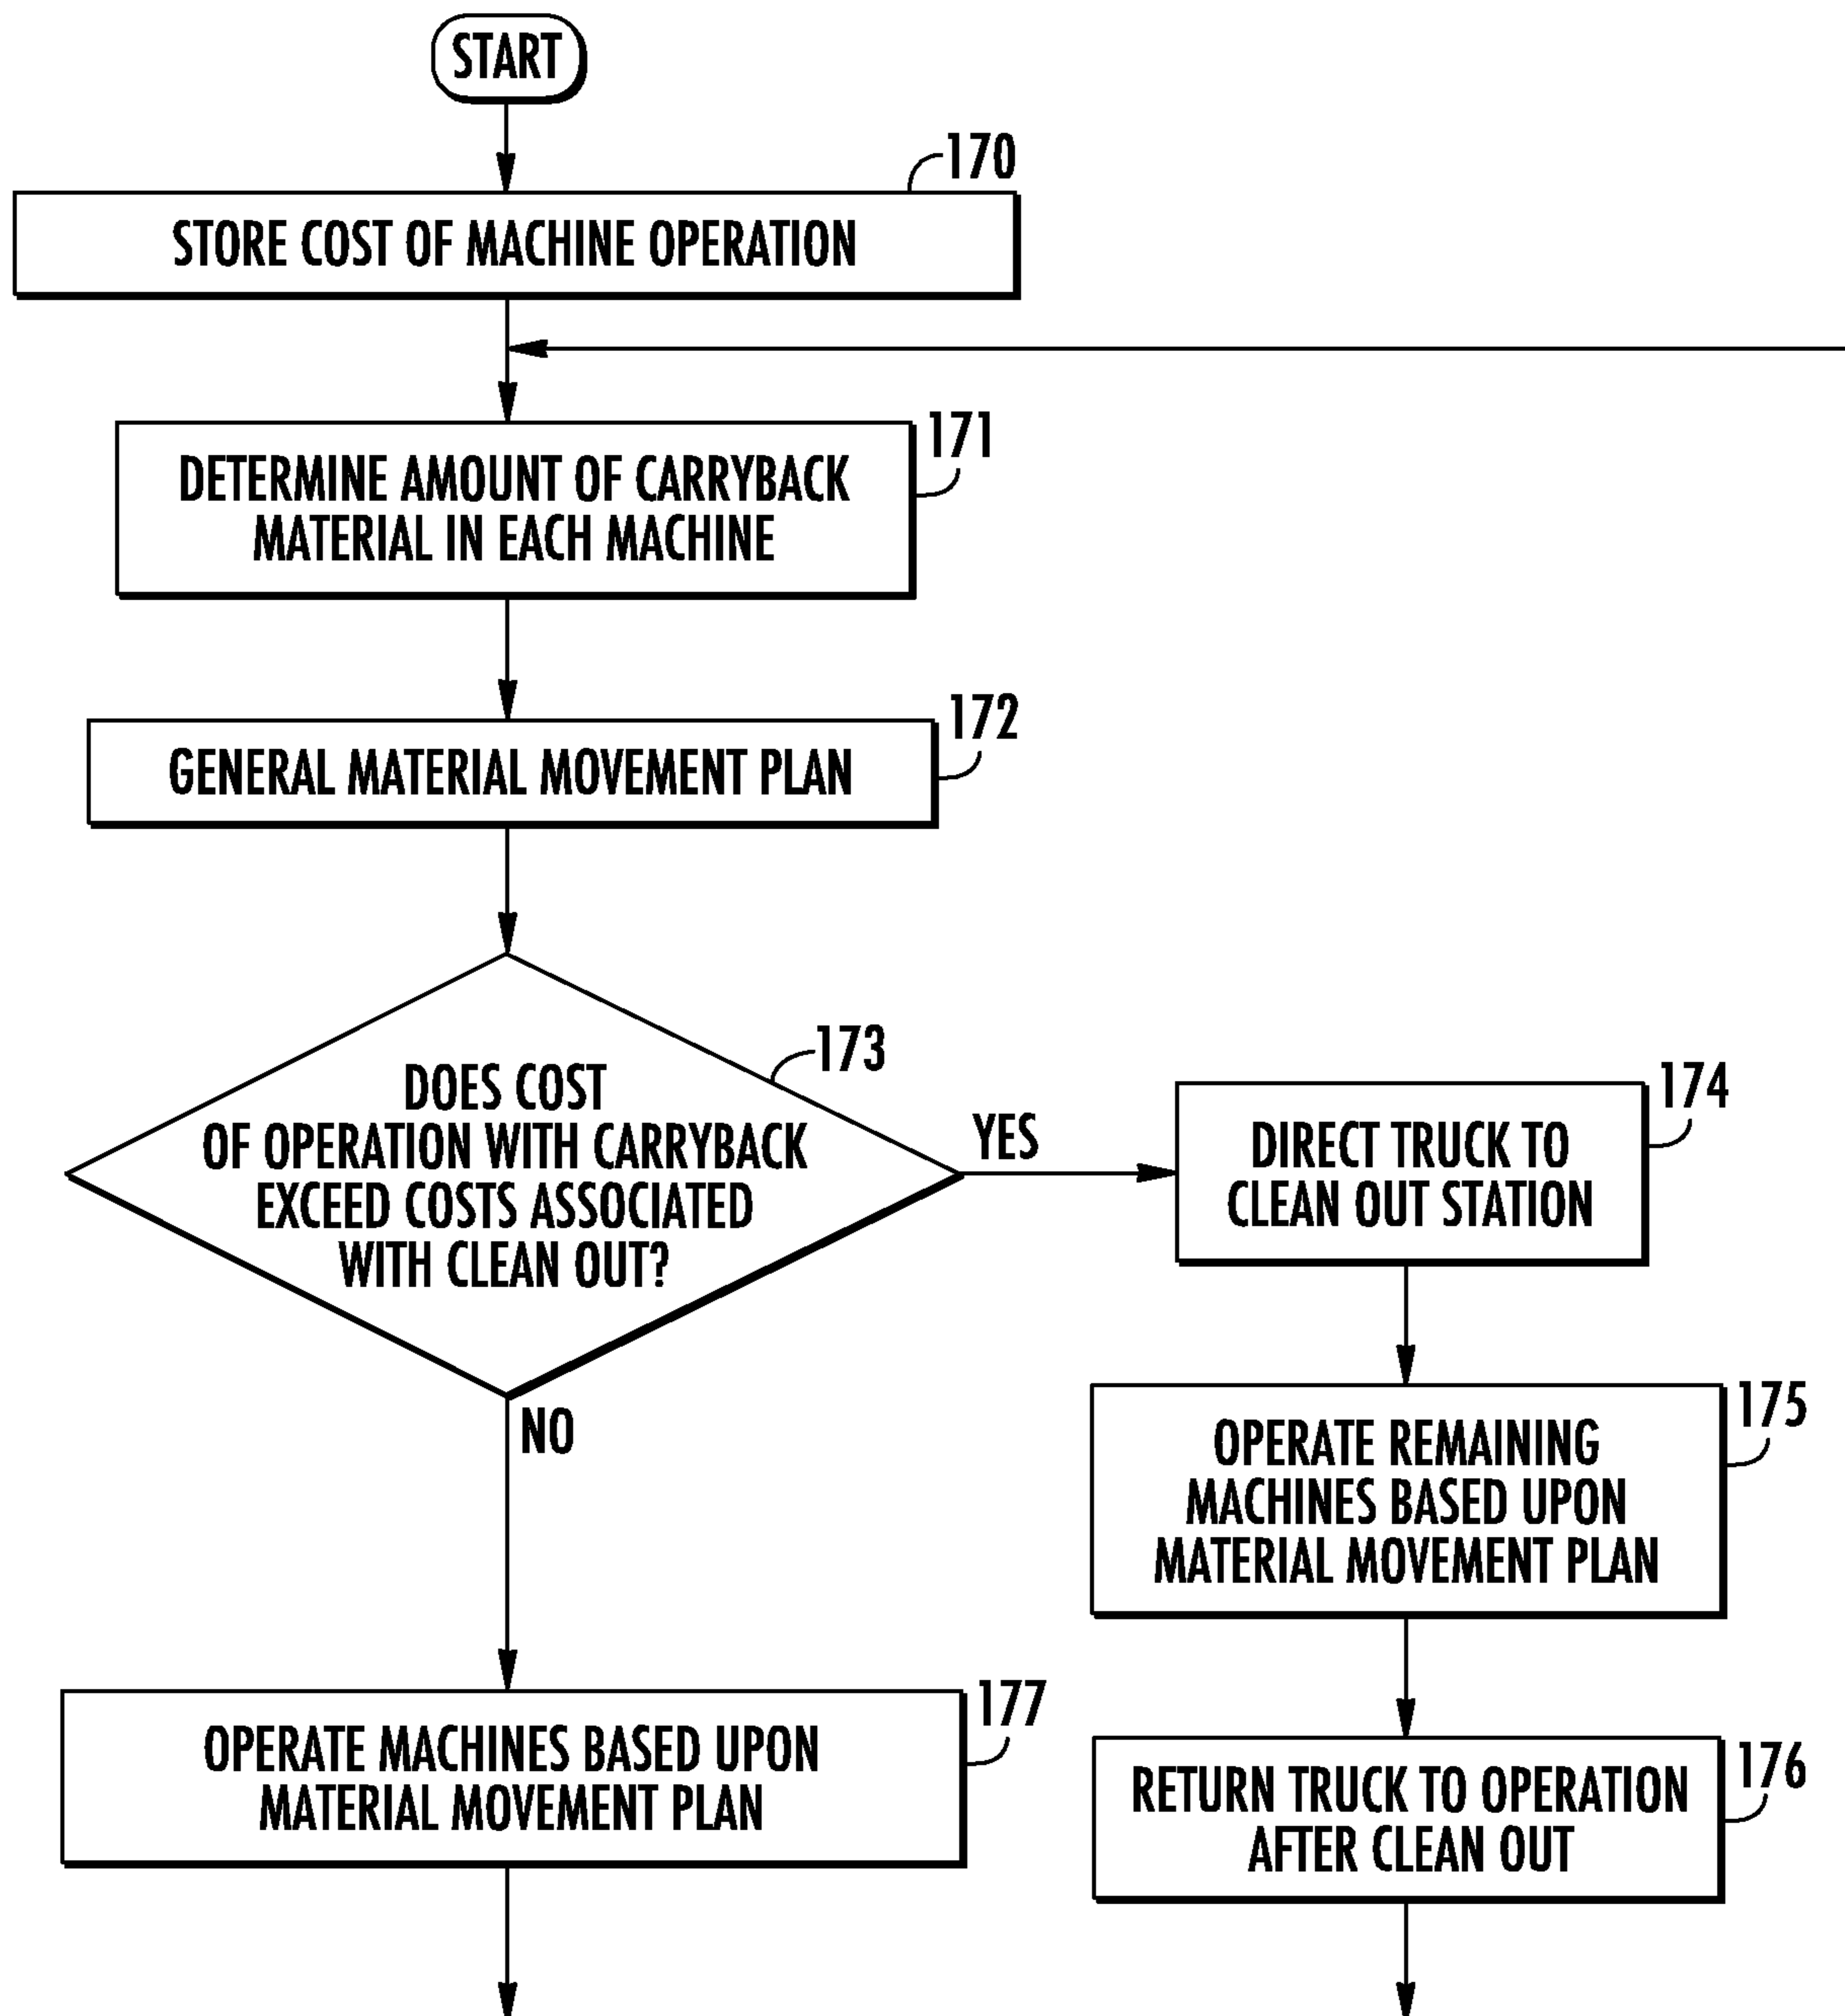 START
170
STORE COST OF MACHINE OPERATION
171
DETERMINE AMOUNT OF CARRYBACK
MATERIAL IN EACH MACHINE
172
GENERAL MATERIAL MOVEMENT PLAN
173
DOES COST
OF OPERATION WITH CARRYBACK
EXCEED COSTS ASSOCIATED
WITH CLEAN OUT?
YES
174
DIRECT TRUCK TO
CLEAN OUT STATION
175
OPERATE REMAINING
MACHINES BASED UPON
MATERIAL MOVEMENT PLAN
176
RETURN TRUCK TO OPERATION
AFTER CLEAN OUT
NO
177
OPERATE MACHINES BASED UPON
MATERIAL MOVEMENT PLAN